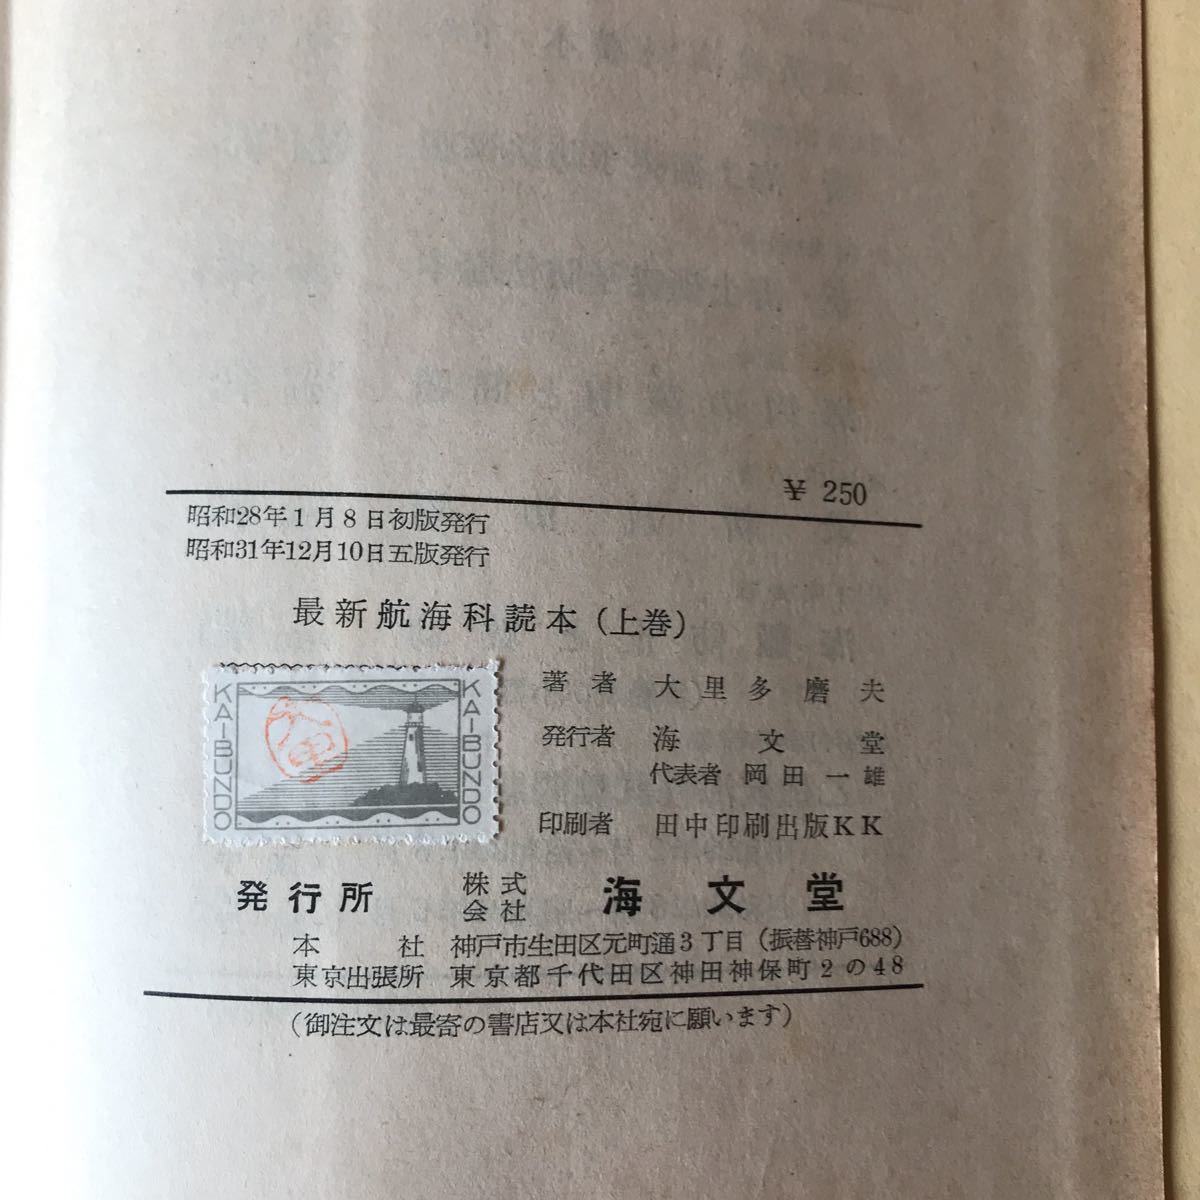 ¥ 250
昭和28年1月8日初版発行
昭和31年12月10日五版発行
最新航海科読本（上巻）
KAIBUNDO
KAIBUNDO
著者 大里多磨夫
発行者 海文堂
代表者 岡田一雄
印刷者 田中印刷出版KK
発行所 株式会社 海文堂
本社 神戸市生田区元町通3丁目（振替神戸688）
東京出張所 東京都千代田区神田神保町2の48
（御注文は最寄の書店又は本社宛に願います）